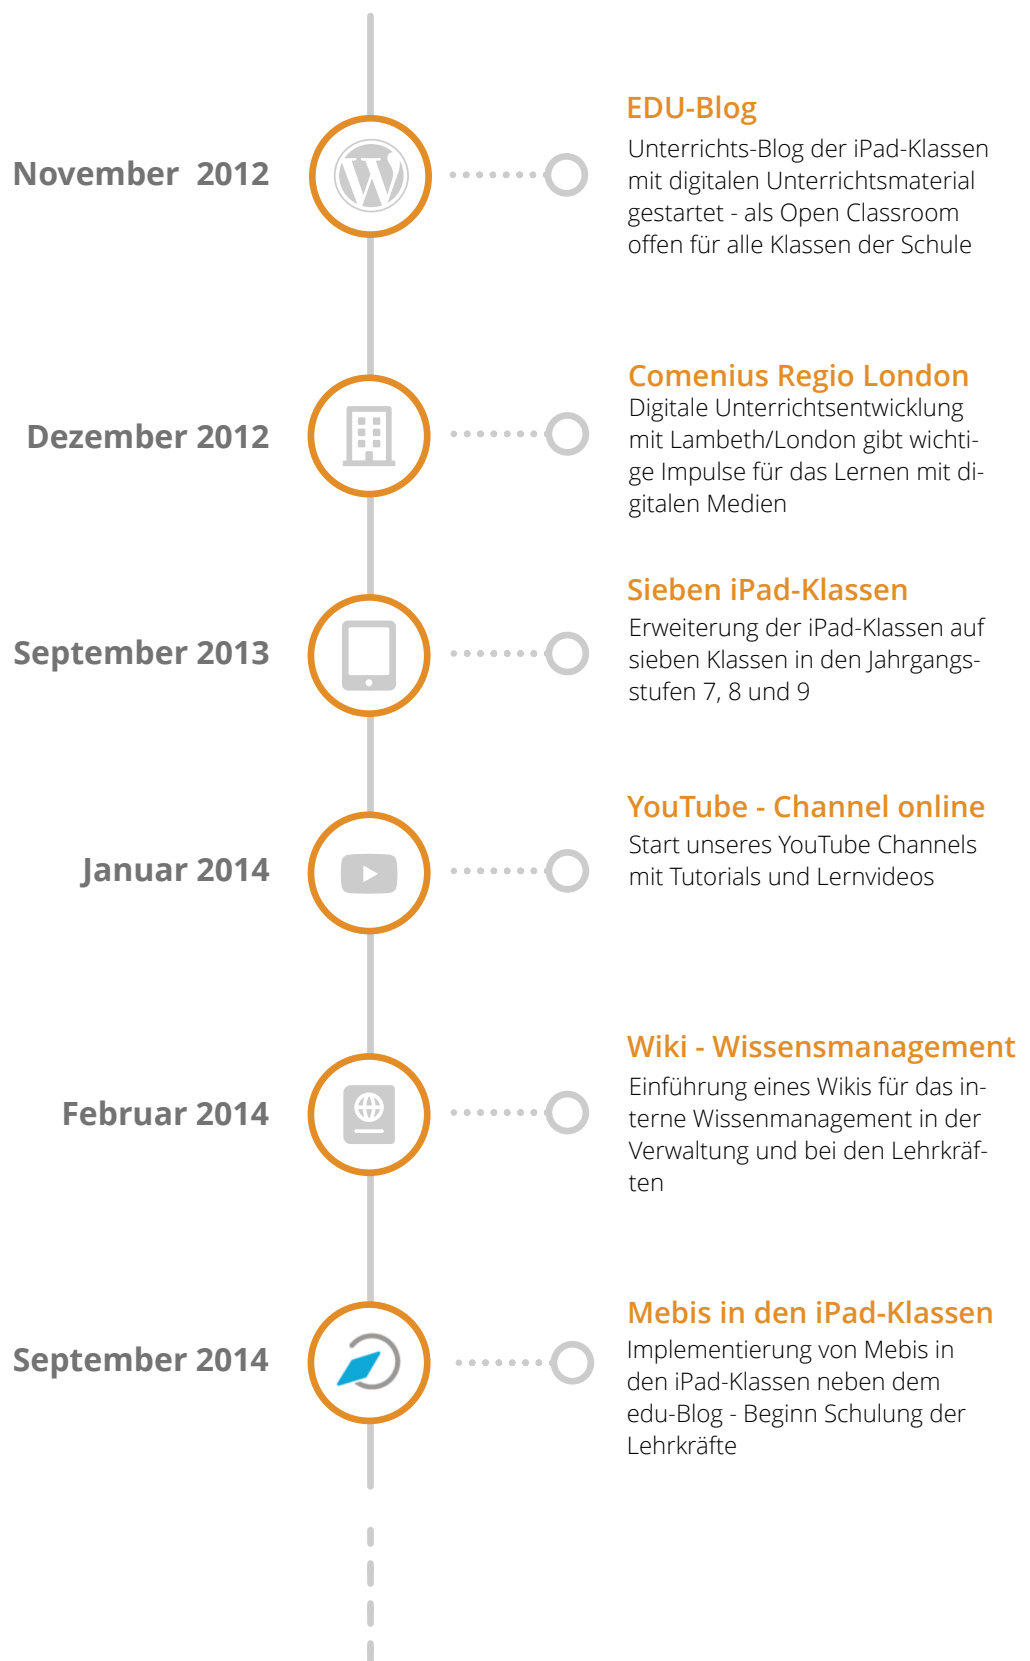 November 2012
EDU-Blog
Unterrichts-Blog der iPad-Klassen
mit digitalen Unterrichtsmaterial
gestartet - als Open Classroom
offen für alle Klassen der Schule
Dezember 2012
Comenius Regio London
Digitale Unterrichtsentwicklung
mit Lambeth/London gibt wichti-
ge Impulse für das Lernen mit di-
gitalen Medien
September 2013
Sieben iPad-Klassen
Erweiterung der iPad-Klassen auf
sieben Klassen in den Jahrgangs-
stufen 7, 8 und 9
Januar 2014
YouTube - Channel online
Start unseres YouTube Channels
mit Tutorials und Lernvideos
Februar 2014
Wiki - Wissensmanagement
Einführung eines Wikis für das in-
terne Wissenmanagement in der
Verwaltung und bei den Lehrkräf-
ten
September 2014
Mebis in den iPad-Klassen
Implementierung von Mebis in
den iPad-Klassen neben dem
edu-Blog - Beginn Schulung der
Lehrkräfte